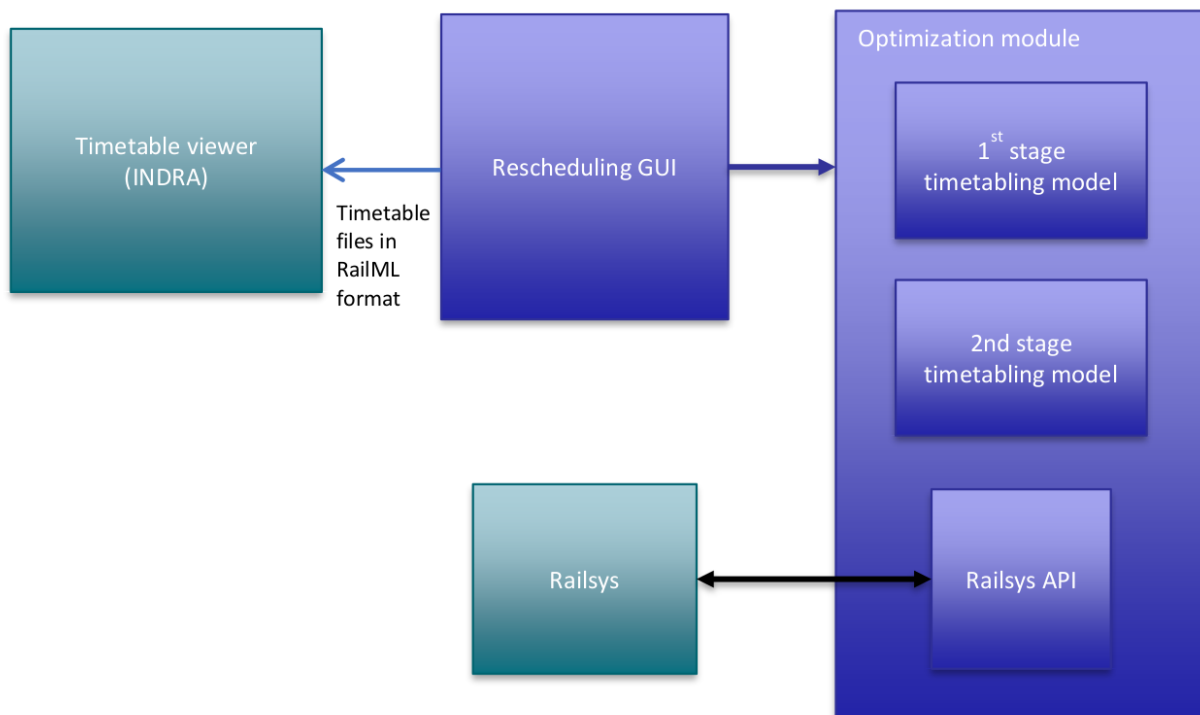 Optimization module
Timetable viewer
(INDRA)
Rescheduling GUI
1st stage
timetabling model
Timetable
files in
RailML
format
2nd stage
timetabling model
Railsys
Railsys API